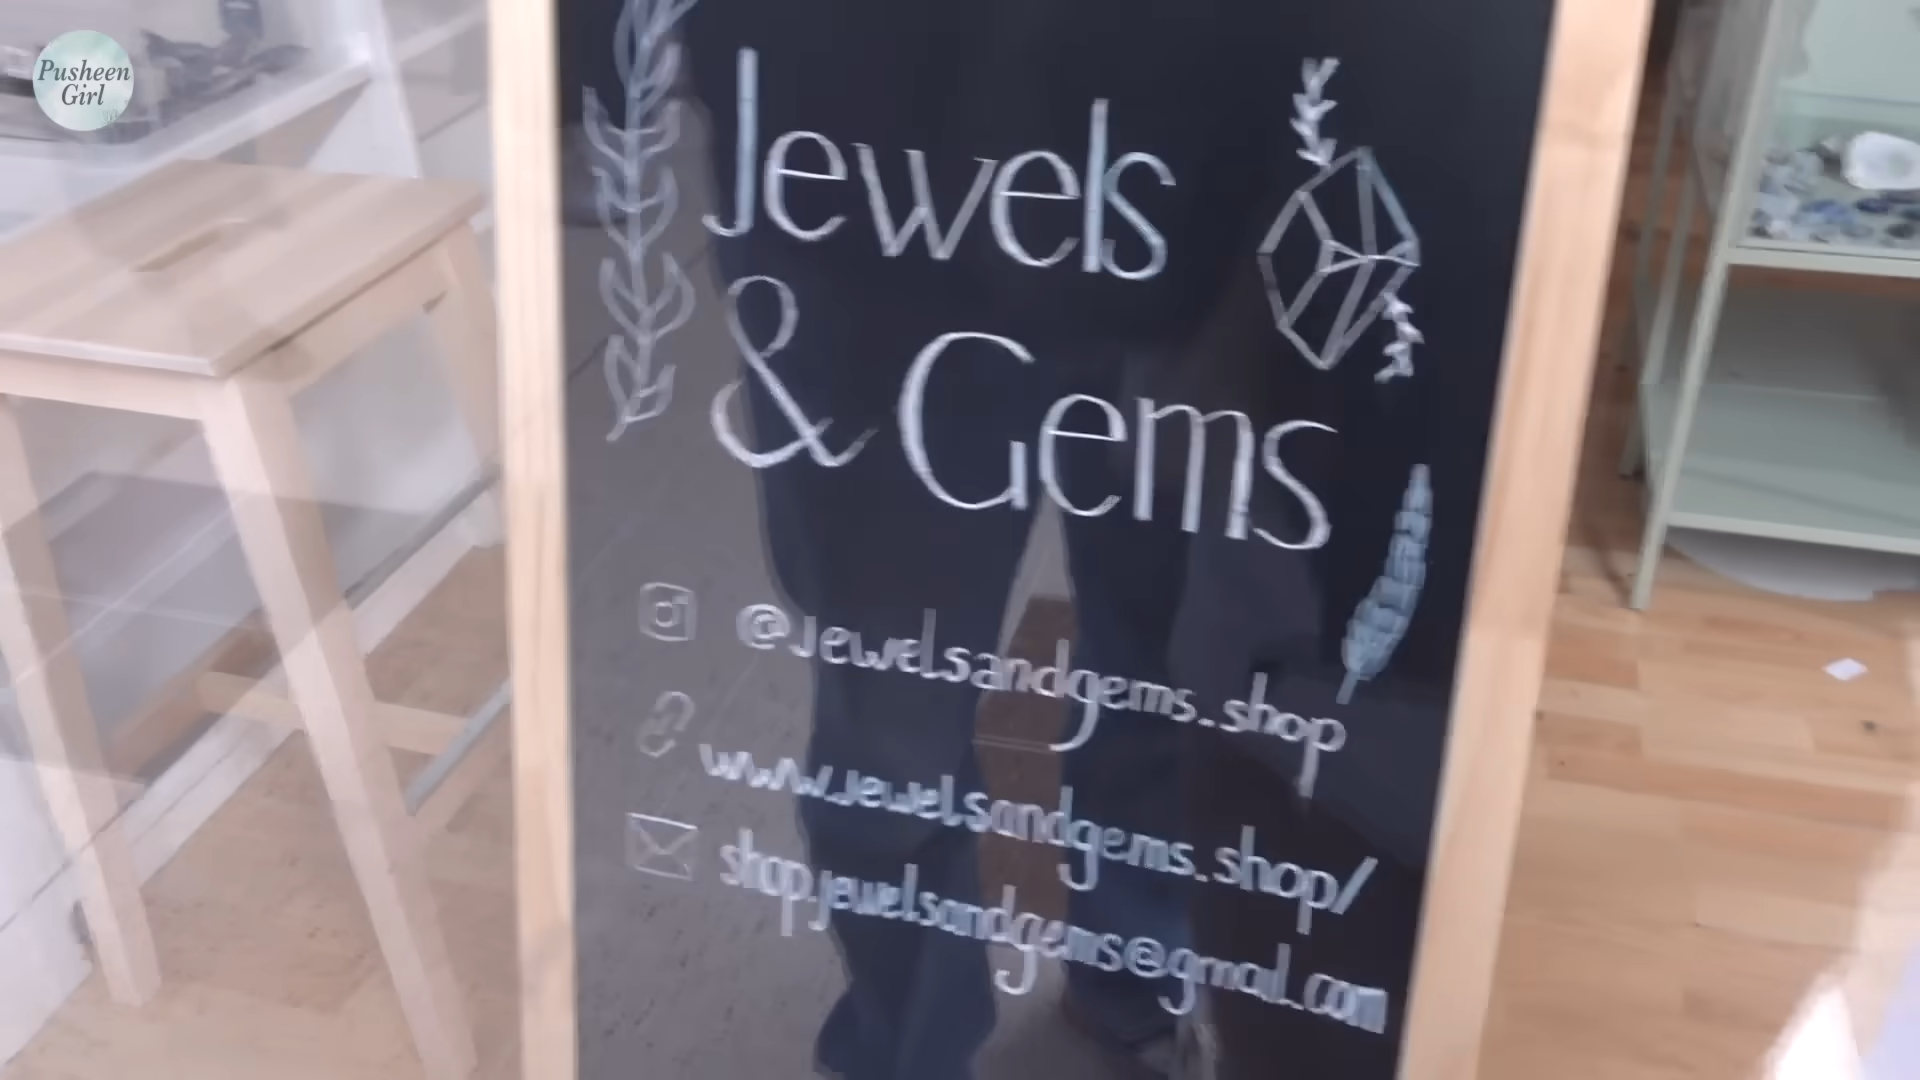 Pusheen
Girl
Jewels
& Gems
@jewelsandgems.shop
www.jewelsandgems.shop/
shop.jewelsandgems@gmail.com